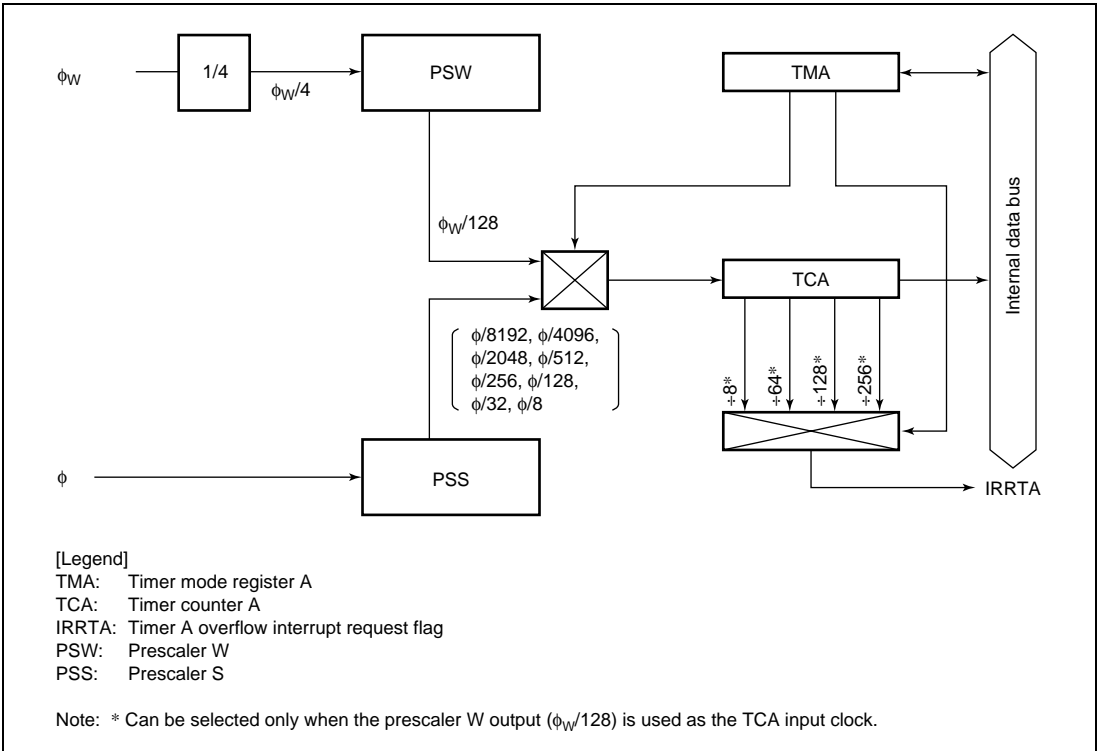 ϕW
1/4
ϕW/4
PSW
TMA
Internal data bus
ϕW/128
TCA
ϕ/8192, ϕ/4096,
ϕ/2048, ϕ/512,
ϕ/256, ϕ/128,
ϕ/32, ϕ/8
÷8*
÷64*
÷128*
÷256*
ϕ
PSS
IRRTA
[Legend]
TMA: Timer mode register A
TCA: Timer counter A
IRRTA: Timer A overflow interrupt request flag
PSW: Prescaler W
PSS: Prescaler S
Note: * Can be selected only when the prescaler W output (ϕW/128) is used as the TCA input clock.